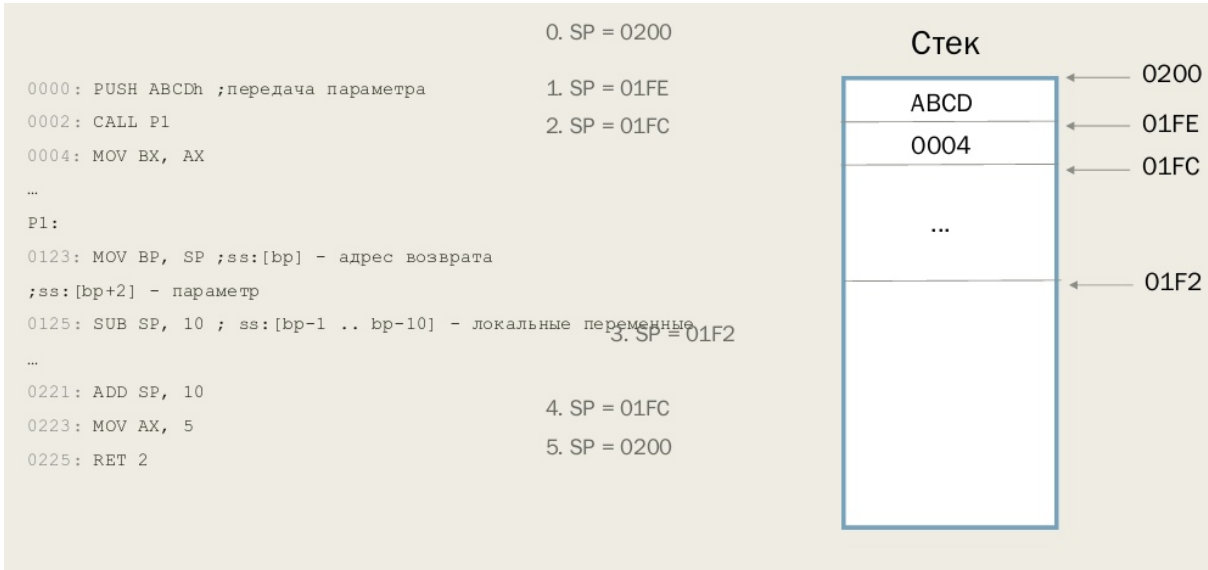 0. SP = 0200
0000: PUSH ABCDh ;передача параметра
1. SP = 01FE
0002: CALL P1
2. SP = 01FC
0004: MOV BX, AX
…
P1:
0123: MOV BP, SP ;ss:[bp] - адрес возврата
;ss:[bp+2] - параметр
0125: SUB SP, 10 ; ss:[bp-1 .. bp-10] - локальные переменные
3. SP = 01F2
…
0221: ADD SP, 10
4. SP = 01FC
0223: MOV AX, 5
5. SP = 0200
0225: RET 2
Стек
0200
ABCD
01FE
0004
01FC
...
01F2